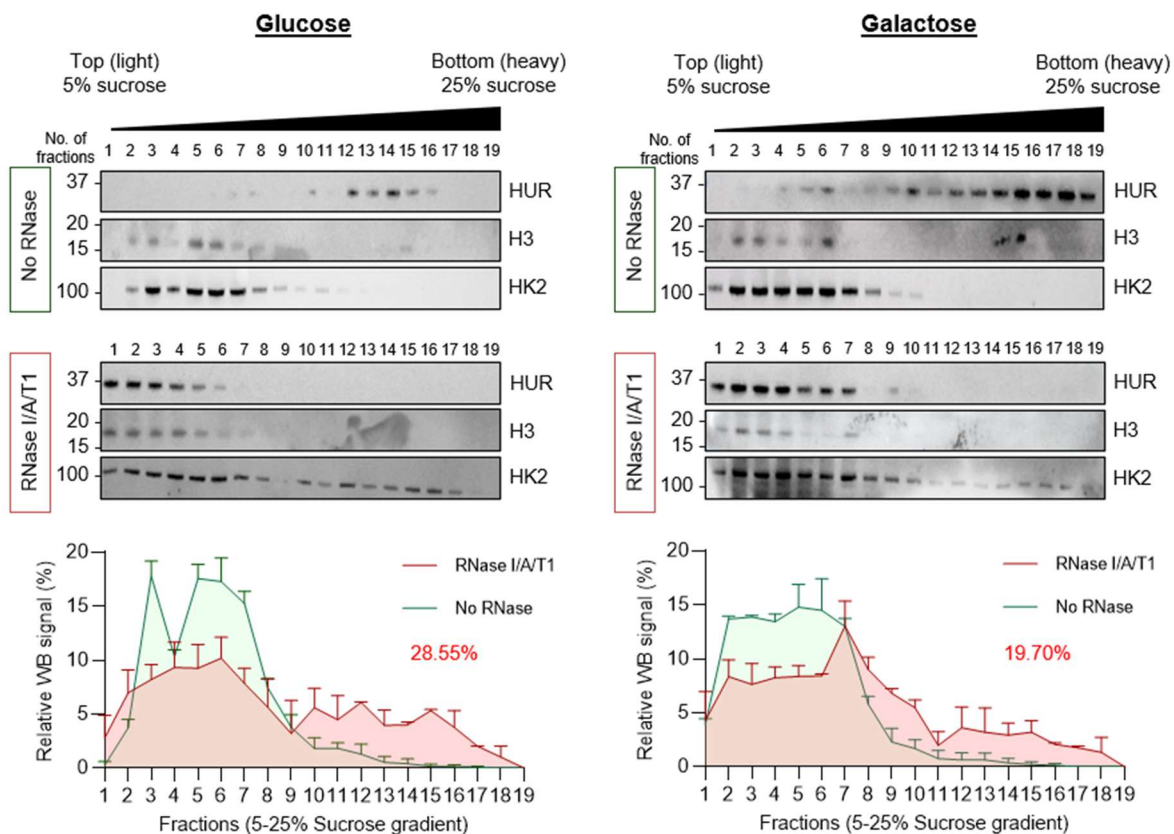 Glucose
Top (light)
5% sucrose
Bottom (heavy)
25% sucrose
No. of
fractions
1 2 3 4 5 6 7 8 9 10 11 12 13 14 15 16 17 18 19
No RNase
37
HUR
20
15
H3
100
HK2
1 2 3 4 5 6 7 8 9 10 11 12 13 14 15 16 17 18 19
RNase I/A/T1
37
HUR
20
15
H3
100
HK2
Relative WB signal (%)
20
15
10
5
0
RNase I/A/T1
No RNase
28.55%
1 2 3 4 5 6 7 8 9 10 11 12 13 14 15 16 17 18 19
Fractions (5-25% Sucrose gradient)
Galactose
Top (light)
5% sucrose
Bottom (heavy)
25% sucrose
No. of
fractions
1 2 3 4 5 6 7 8 9 10 11 12 13 14 15 16 17 18 19
No RNase
37
HUR
20
15
H3
100
HK2
1 2 3 4 5 6 7 8 9 10 11 12 13 14 15 16 17 18 19
RNase I/A/T1
37
HUR
20
15
H3
100
HK2
Relative WB signal (%)
20
15
10
5
0
RNase I/A/T1
No RNase
19.70%
1 2 3 4 5 6 7 8 9 10 11 12 13 14 15 16 17 18 19
Fractions (5-25% Sucrose gradient)